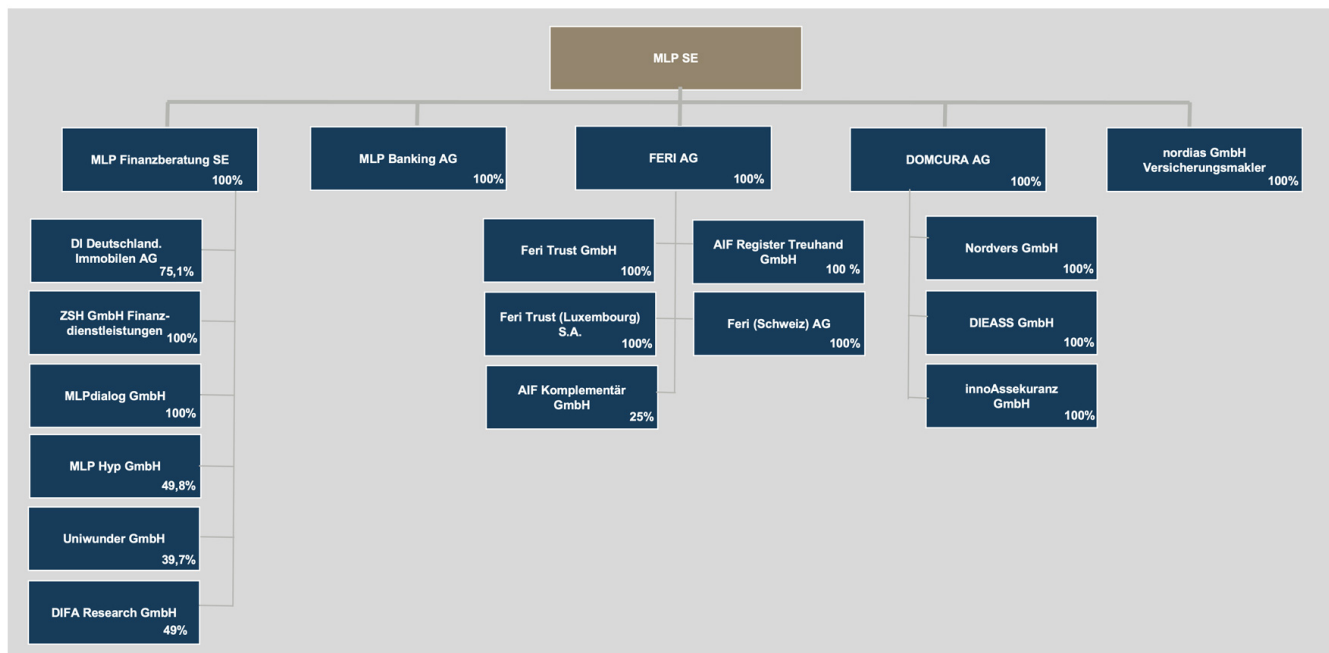 MLP SE
MLP Finanzberatung SE
100%
MLP Banking AG
100%
FERI AG
100%
DOMCURA AG
100%
nordias GmbH
Versicherungsmakler
100%
DI Deutschland.
Immobilen AG
75,1%
ZSH GmbH Finanz-
dienstleistungen
100%
MLPdialog GmbH
100%
MLP Hyp GmbH
49,8%
Uniwunder GmbH
39,7%
DIFA Research GmbH
49%
Feri Trust GmbH
100%
AIF Register Treuhand
GmbH
100 %
Feri Trust (Luxembourg)
S.A.
100%
Feri (Schweiz) AG
100%
AIF Komplementär
GmbH
25%
Nordvers GmbH
100%
DIEASS GmbH
100%
innoAssekuranz
GmbH
100%